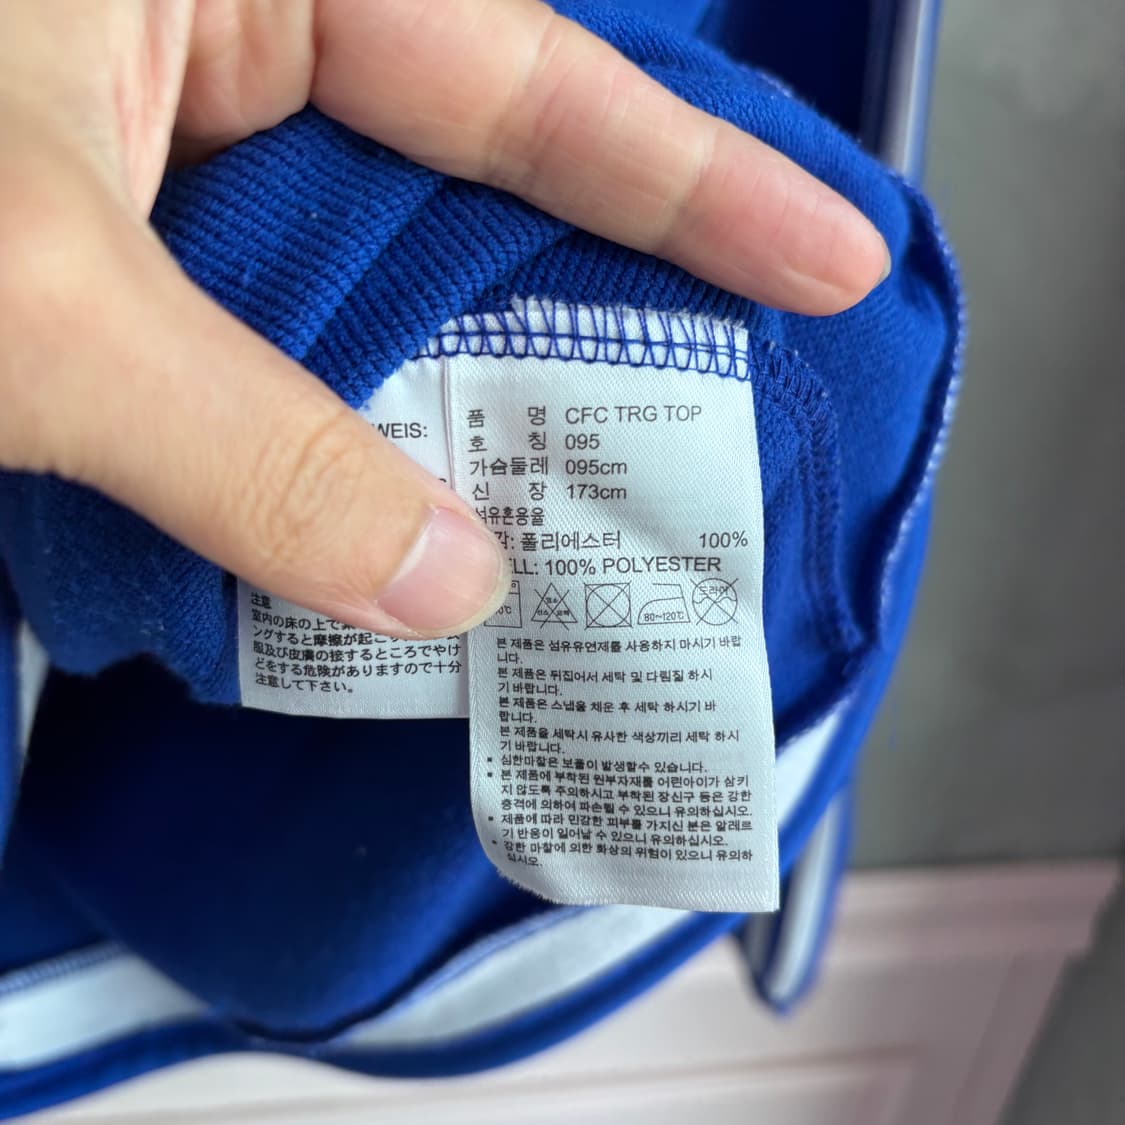 WEIS:
注意
室内の床の上で
ングすると摩擦が起こ
服及び皮膚の接するところでやけ
どをする危険がありますので十分
注意して下さい。
품 명 CFC TRG TOP
호 칭 095
가슴둘레 095cm
신 장 173cm
섬유혼용율
폴리에스터 100%
ELL: 100% POLYESTER
80~120℃
드라이
본 제품은 섬유유연제를 사용하지 마시기 바랍
니다.
본 제품은 뒤집어서 세탁 및 다림질 하시
기 바랍니다.
본 제품은 스냅을 채운 후 세탁 하시기 바
랍니다.
본 제품을 세탁시 유사한 색상끼리 세탁 하시
기 바랍니다.
• 심한마찰은 보풀이 발생할수 있습니다.
• 본 제품에 부착된 원부자재를 어린아이가 삼키
지 않도록 주의하시고 부착된 장신구 등은 강한
충격에 의하여 파손될 수 있으니 유의하십시오.
• 제품에 따라 민감한 피부를 가지신 분은 알레르
기 반응이 일어날 수 있으니 유의하십시오.
• 강한 마찰에 의한 화상의 위험이 있으니 유의하
십시오.